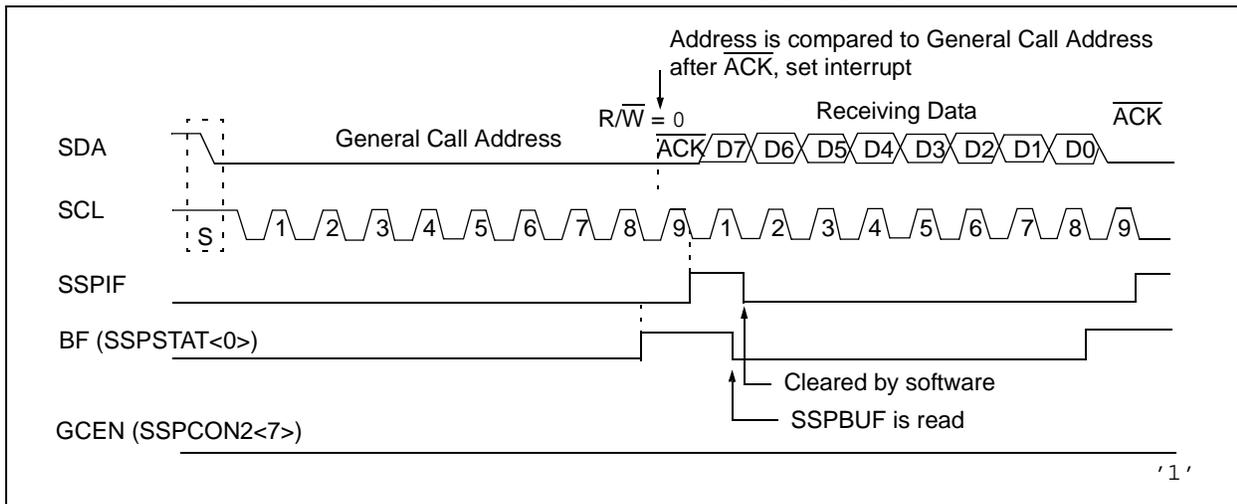 Address is compared to General Call Address
after ACK, set interrupt
R/W = 0
Receiving Data
ACK
General Call Address
SDA
ACK D7 D6 D5 D4 D3 D2 D1 D0
SCL
S
1 2 3 4 5 6 7 8 9 1 2 3 4 5 6 7 8 9
SSPIF
BF (SSPSTAT<0>)
Cleared by software
SSPBUF is read
GCEN (SSPCON2<7>)
'1'